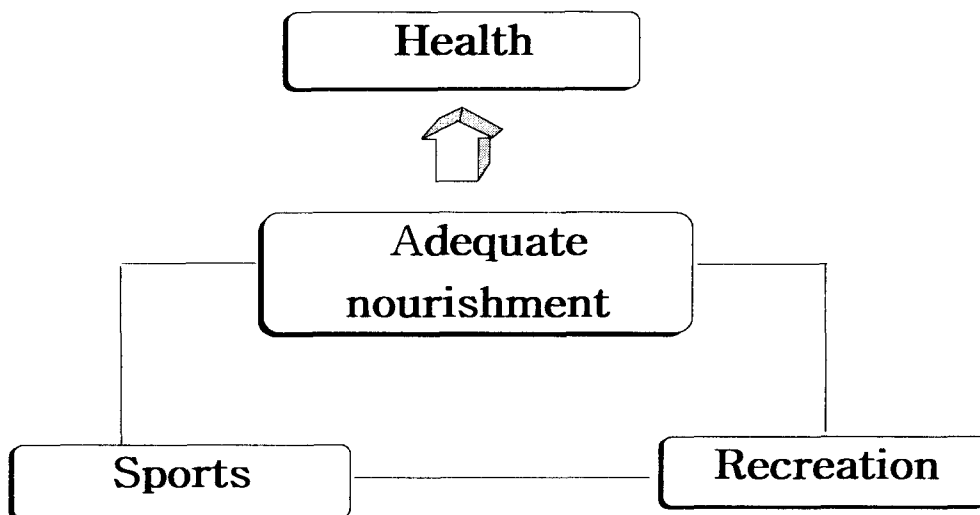 Health
Adequate
nourishment
Sports
Recreation